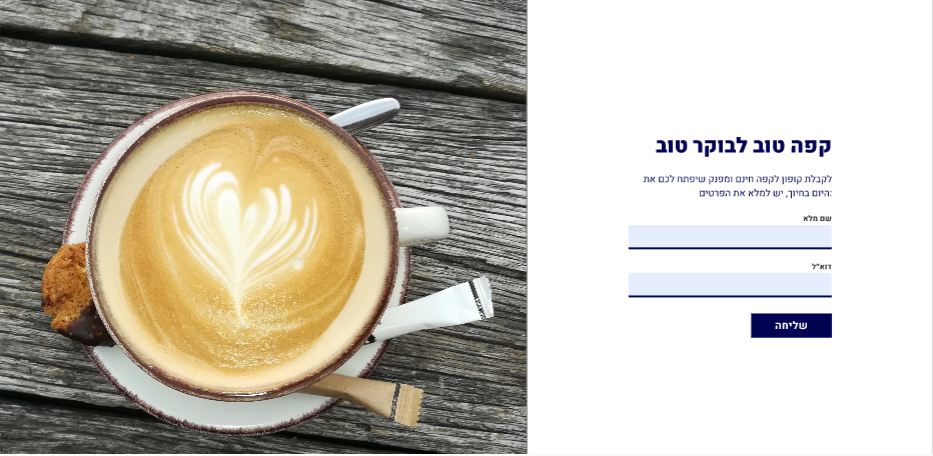 קפה טוב לבוקר טוב
לקבלת קופון לקפה חינם ומפנק שיפתח לכם את
היום בחיוך, יש למלא את הפרטים:
שם מלא
דוא"ל
שליחה